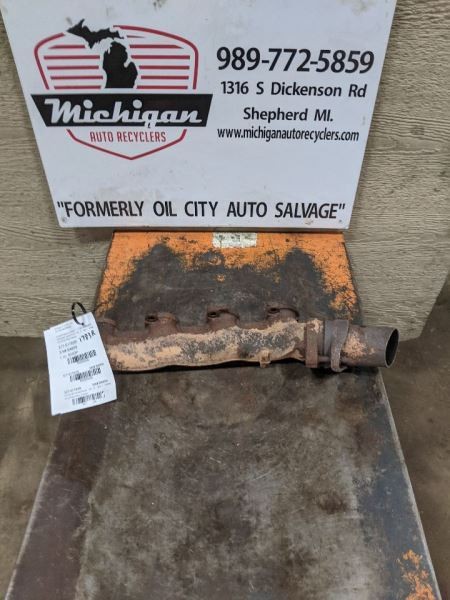 Michigan
AUTO RECYCLERS
989-772-5859
1316 S Dickenson Rd
Shepherd MI.
www.michiganautorecyclers.com
"FORMERLY OIL CITY AUTO SALVAGE"